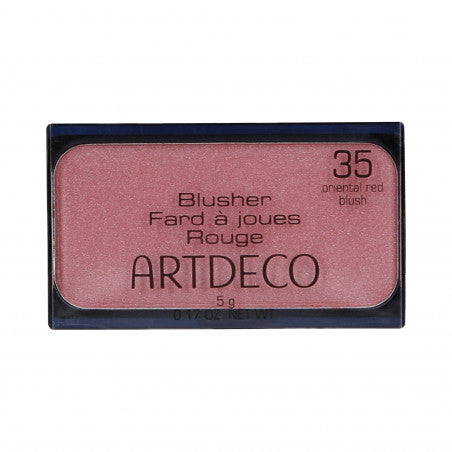 35
oriental red
blush
Blusher
Fard à joues
Rouge
ARTDECO
5 g
0.17 OZ. NET WT